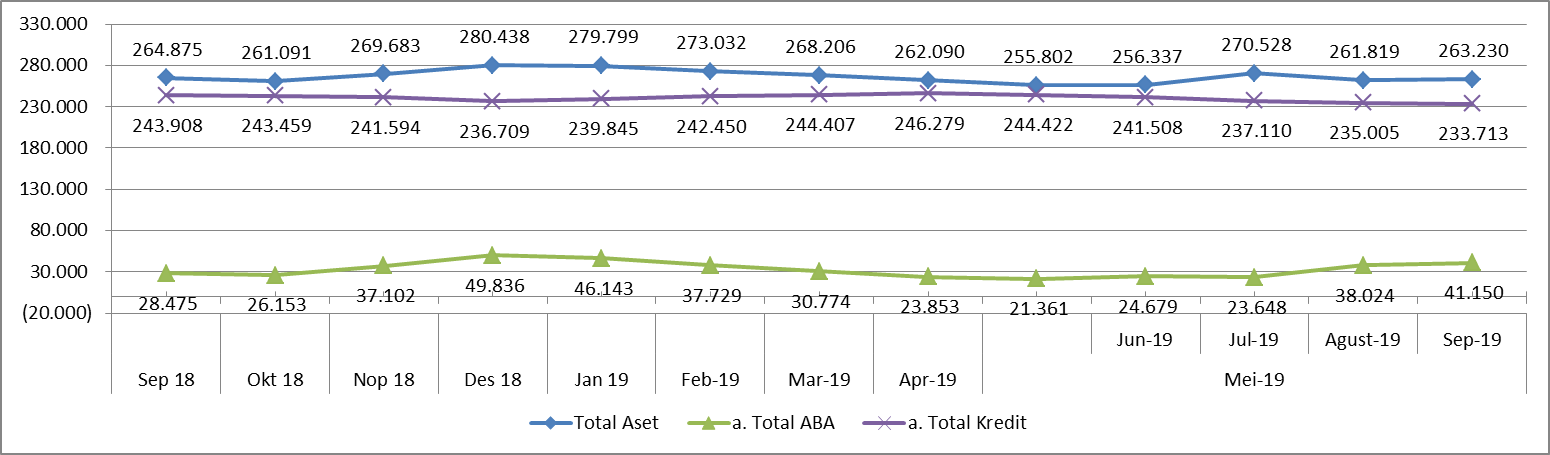 330.000
280.000
230.000
180.000
130.000
80.000
30.000
(20.000)
264.875 261.091 269.683 280.438 279.799 273.032 268.206 262.090 255.802 256.337 270.528 261.819 263.230
243.908 243.459 241.594 236.709 239.845 242.450 244.407 246.279 244.422 241.508 237.110 235.005 233.713
28.475 26.153 37.102 49.836 46.143 37.729 30.774 23.853 21.361 24.679 23.648 38.024 41.150
Jun-19 Jul-19 Agust-19 Sep-19
Sep 18 Okt 18 Nop 18 Des 18 Jan 19 Feb-19 Mar-19 Apr-19 Mei-19
Total Aset a. Total ABA a. Total Kredit